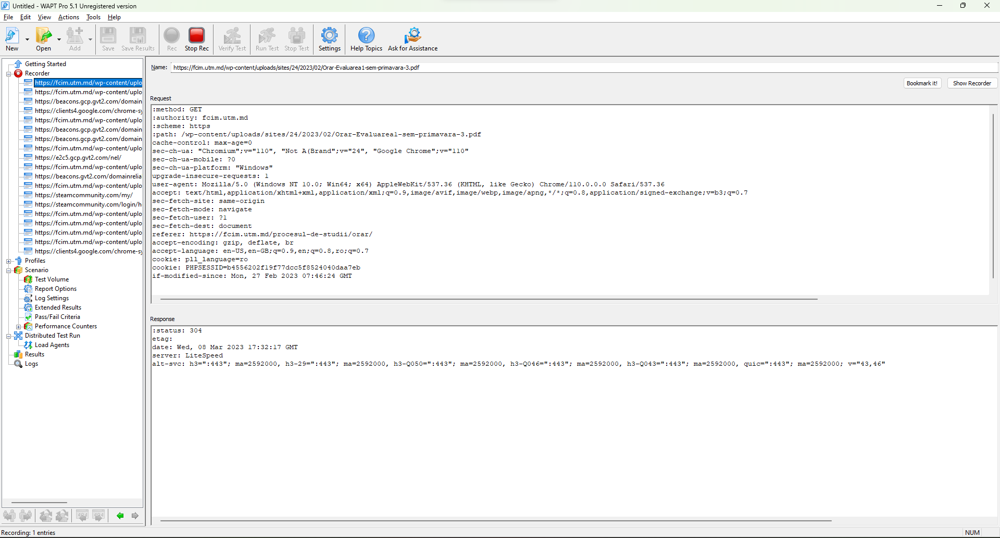 Untitled - WAPT Pro 5.1 Unregistered version
File Edit View Actions Tools Help
New Open Add Save Save Results Rec Stop Rec Verify Test Run Test Stop Test Settings Help Topics Ask for Assistance
Getting Started
Recorder
https://fcim.utm.md/wp-content/uplo
https://fcim.utm.md/wp-content/uplo
https://beacons.gcp.gvt2.com/domain
https://clients4.google.com/chrome-sy
https://fcim.utm.md/wp-content/uplo
https://beacons.gcp.gvt2.com/domain
https://beacons.gcp.gvt2.com/domain
https://fcim.utm.md/wp-content/uplo
https://e2c5.gcp.gvt2.com/nel/
https://fcim.utm.md/wp-content/uplo
https://beacons.gvt2.com/domainrelia
https://fcim.utm.md/wp-content/uplo
https://steamcommunity.com/my/
https://steamcommunity.com/login/h
https://fcim.utm.md/wp-content/uplo
https://fcim.utm.md/wp-content/uplo
https://fcim.utm.md/wp-content/uplo
https://fcim.utm.md/wp-content/uplo
https://clients4.google.com/chrome-sy
Profiles
Scenario
Test Volume
Report Options
Log Settings
Extended Results
Pass/Fail Criteria
Performance Counters
Distributed Test Run
Load Agents
Results
Logs
Name: https://fcim.utm.md/wp-content/uploads/sites/24/2023/02/Orar-Evaluarea1-sem-primavara-3.pdf
Bookmark it! Show Recorder
Request
:method: GET
:authority: fcim.utm.md
:scheme: https
:path: /wp-content/uploads/sites/24/2023/02/Orar-Evaluarea1-sem-primavara-3.pdf
cache-control: max-age=0
sec-ch-ua: "Chromium";v="110", "Not A(Brand";v="24", "Google Chrome";v="110"
sec-ch-ua-mobile: ?0
sec-ch-ua-platform: "Windows"
upgrade-insecure-requests: 1
user-agent: Mozilla/5.0 (Windows NT 10.0; Win64; x64) AppleWebKit/537.36 (KHTML, like Gecko) Chrome/110.0.0.0 Safari/537.36
accept: text/html,application/xhtml+xml,application/xml;q=0.9,image/avif,image/webp,image/apng,*/*;q=0.8,application/signed-exchange;v=b3;q=0.7
sec-fetch-site: same-origin
sec-fetch-mode: navigate
sec-fetch-user: ?1
sec-fetch-dest: document
referer: https://fcim.utm.md/procesul-de-studii/orar/
accept-encoding: gzip, deflate, br
accept-language: en-US,en-GB;q=0.9,en;q=0.8,ro;q=0.7
cookie: pll_language=ro
cookie: PHPSESSID=b4556202f19f77dcc5f8524040daa7eb
if-modified-since: Mon, 27 Feb 2023 07:46:24 GMT
Response
:status: 304
etag:
date: Wed, 08 Mar 2023 17:32:17 GMT
server: LiteSpeed
alt-svc: h3=":443"; ma=2592000, h3-29=":443"; ma=2592000, h3-Q050=":443"; ma=2592000, h3-Q046=":443"; ma=2592000, h3-Q043=":443"; ma=2592000, quic=":443"; ma=2592000; v="43,46"
404 404
Recording: 1 entries
NUM